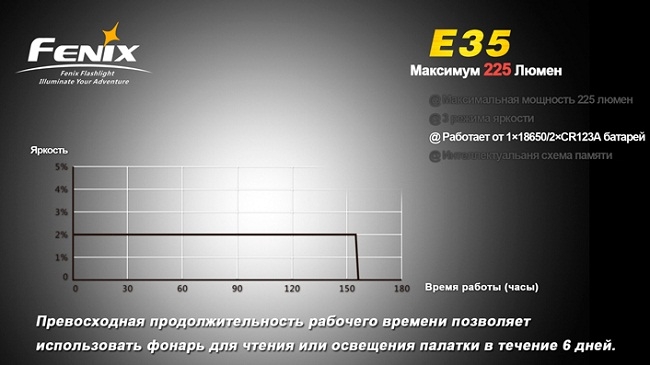 FENIX
Fenix Flashlight
Illuminate Your Adventure
E35
Максимум 225 Люмен
@ Максимальная мощность 225 люмен
@ 3 режима яркости
@ Работает от 1×18650/2×CR123A батарей
@ Интеллектуальаня схема памяти
Яркость
5%
4%
3%
2%
1%
0
0 30 60 90 120 150 180
Время работы (часы)
Превосходная продолжительность рабочего времени позволяет
использовать фонарь для чтения или освещения палатки в течение 6 дней.